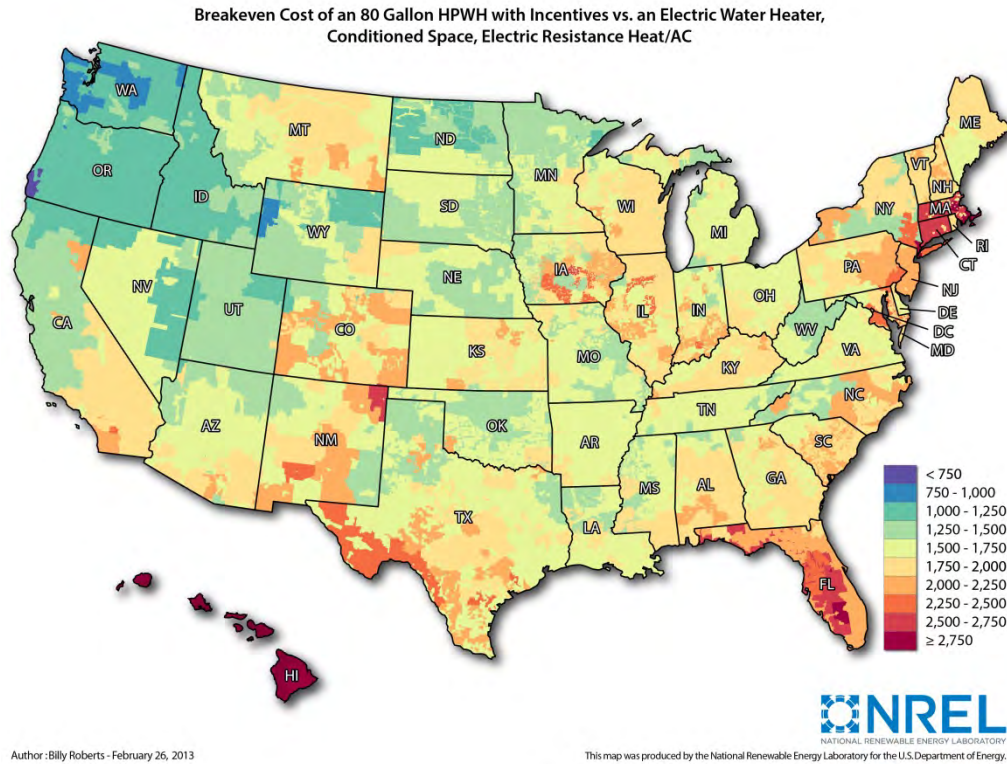 Breakeven Cost of an 80 Gallon HPWH with Incentives vs. an Electric Water Heater,
Conditioned Space, Electric Resistance Heat/AC
WA
MT
ND
MN
ME
OR
ID
WY
SD
WI
MI
NY
VT
NH
MA
RI
CT
NV
UT
CO
NE
IA
IL
IN
OH
PA
NJ
DE
DC
MD
WV
VA
CA
KS
MO
KY
AZ
NM
OK
AR
TN
NC
SC
TX
LA
MS
AL
GA
FL
HI
< 750
750 - 1,000
1,000 - 1,250
1,250 - 1,500
1,500 - 1,750
1,750 - 2,000
2,000 - 2,250
2,250 - 2,500
2,500 - 2,750
≥ 2,750
NREL
NATIONAL RENEWABLE ENERGY LABORATORY
Author : Billy Roberts - February 26, 2013
This map was produced by the National Renewable Energy Laboratory for the U.S. Department of Energy.